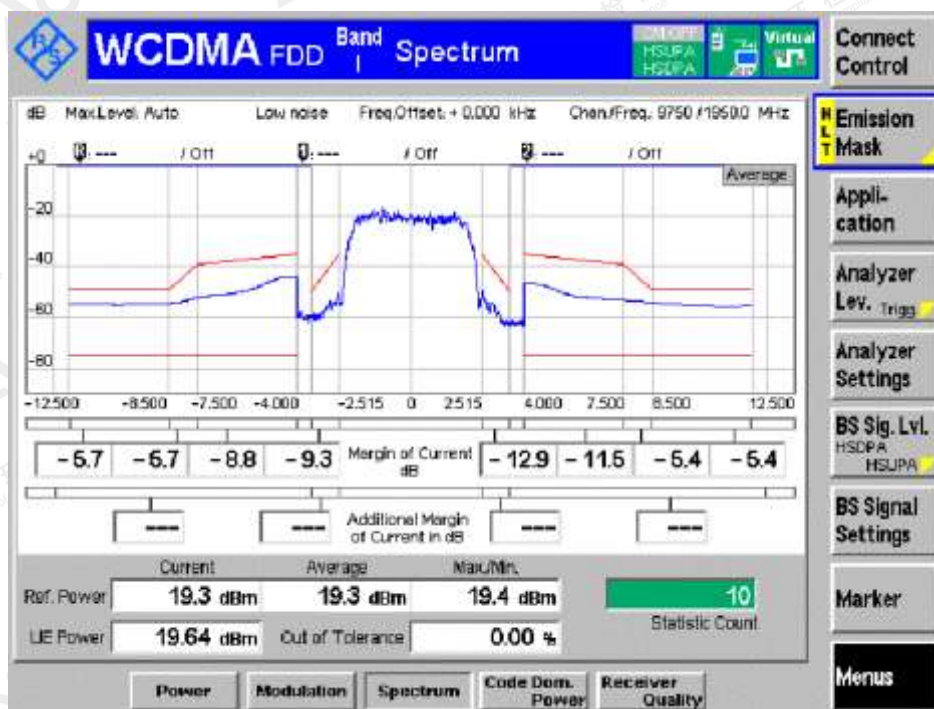 WCDMA FDD Band I Spectrum
HSUPA
HSDPA
Virtual
Connect Control
dB Max.Level: Auto Low noise Freq.Offset: + 0.000 kHz Chan./Freq.: 9750 / 1950.0 MHz
Emission Mask
HLT
+0 --- / Off --- / Off --- / Off
Average
-20
-40
-60
-80
-12.500 -8.500 -7.500 -4.000 -2.515 0 2.515 4.000 7.500 8.500 12.500
Appli-
cation
Analyzer
Lev. Trigg.
Analyzer
Settings
BS Sig. Lvl.
HSDPA
HSUPA
-5.7 -6.7 -8.8 -9.3 Margin of Current dB -12.9 -11.5 -5.4 -5.4
--- --- Additional Margin of Current in dB --- ---
BS Signal
Settings
Current Average Max./Min.
Ref. Power 19.3 dBm 19.3 dBm 19.4 dBm 10
Statistic Count
UE Power 19.64 dBm Out of Tolerance 0.00 %
Marker
Power Modulation Spectrum Code Dom. Power Receiver Quality
Menus